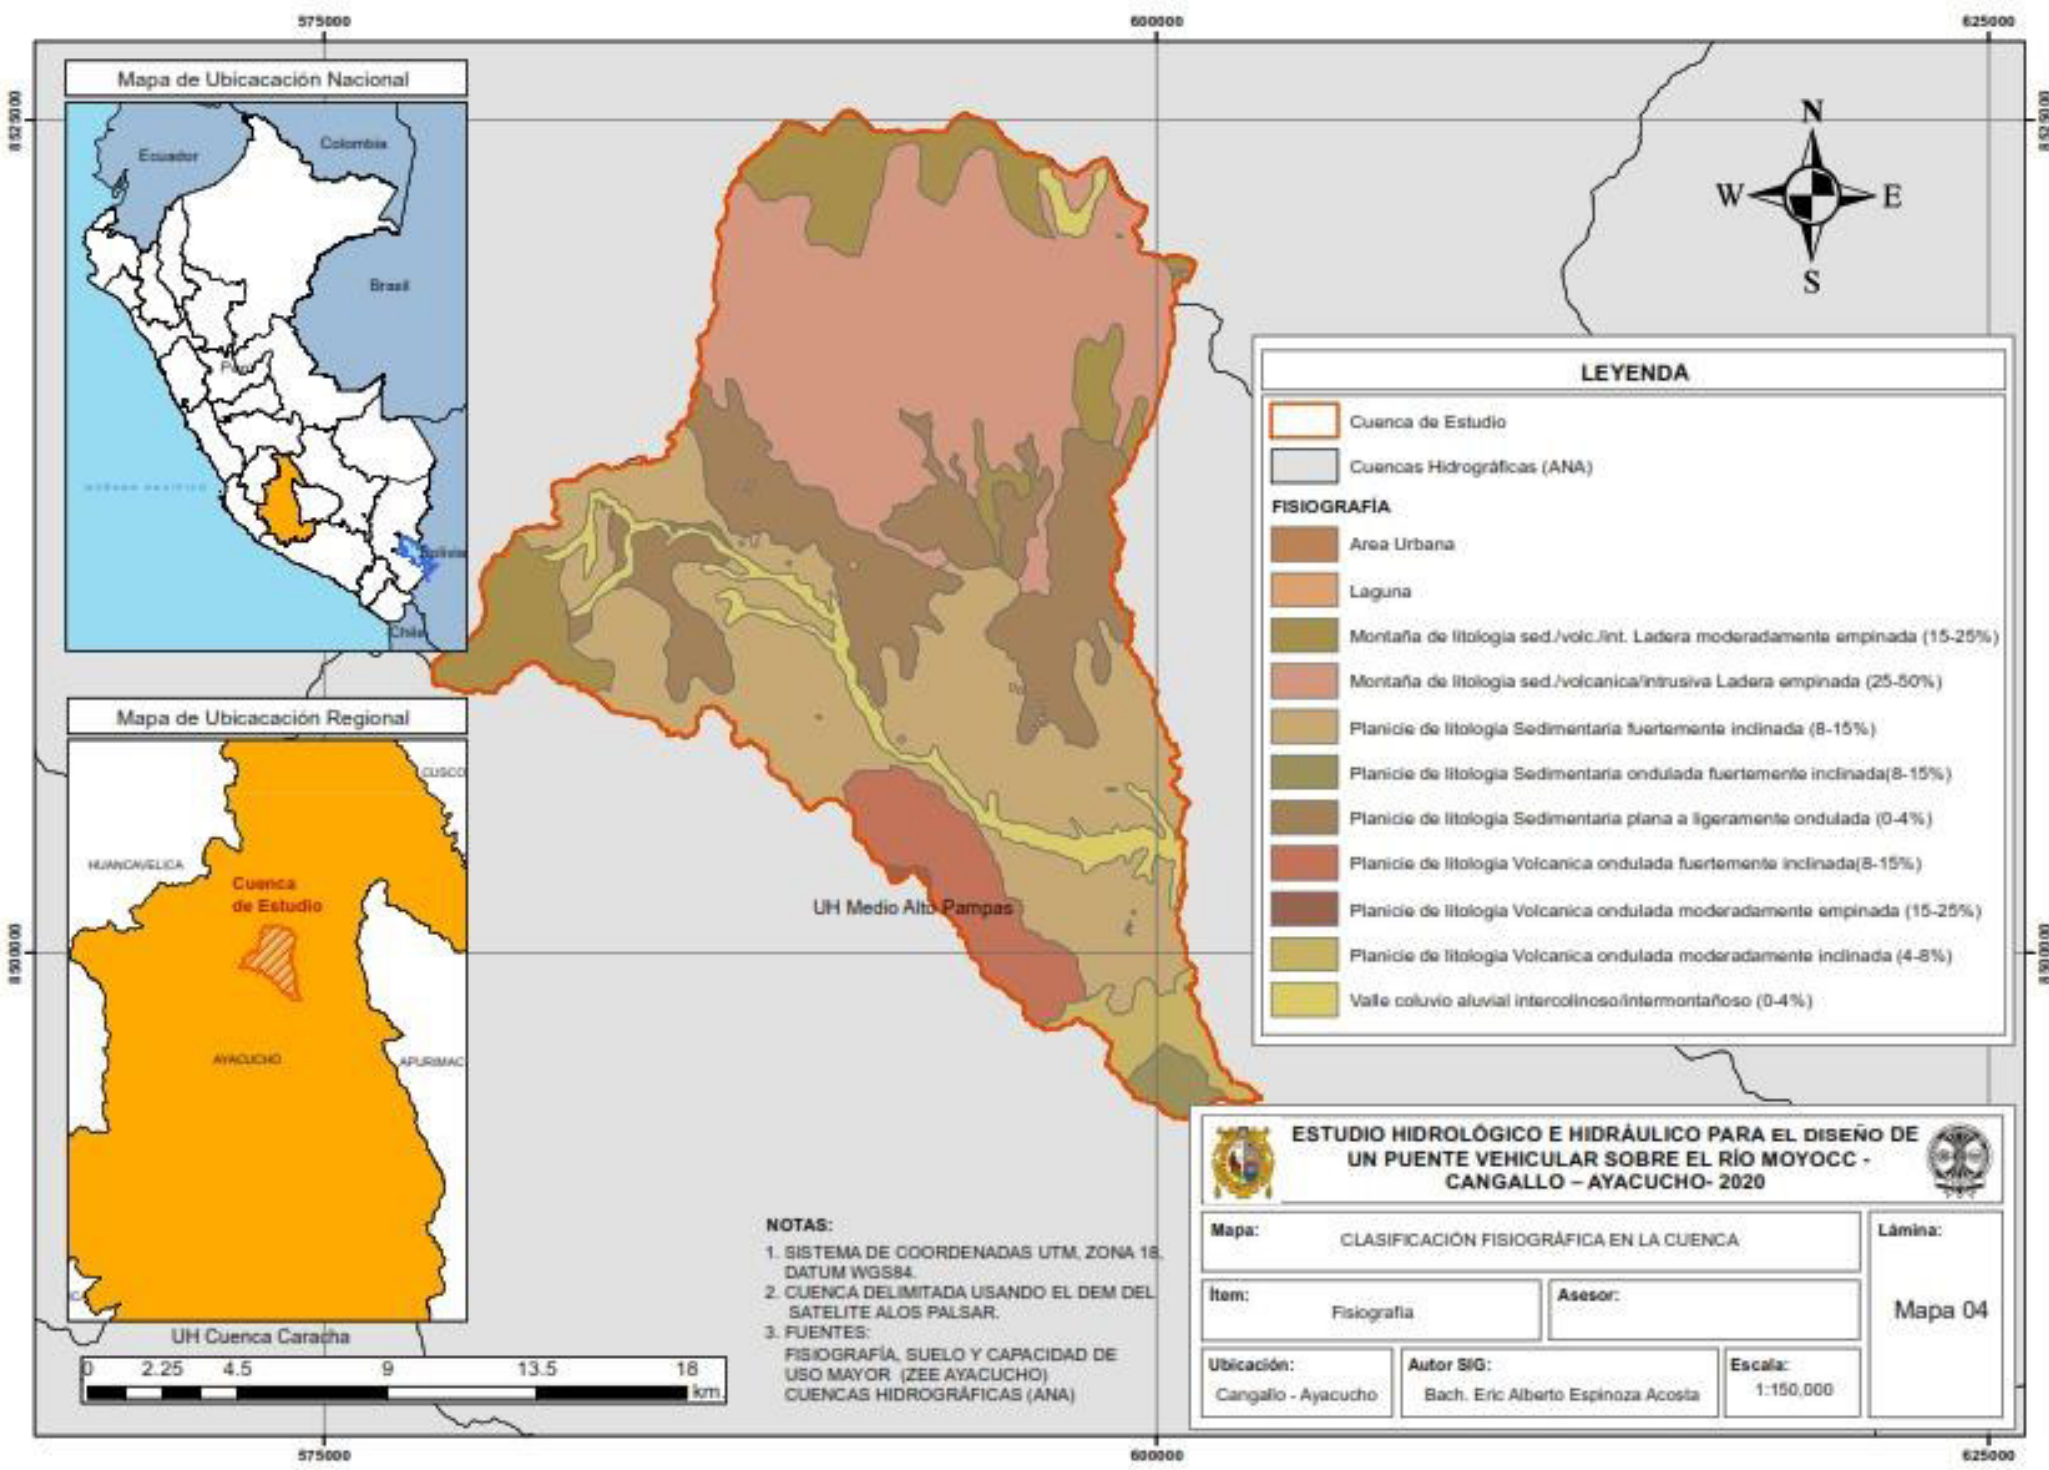 575000
600000
625000
8525000
8525000
Mapa de Ubicacación Nacional
Ecuador
Colombia
Brasil
Bolivia
Chile
N
W
E
S
LEYENDA
Cuenca de Estudio
Cuencas Hidrográficas (ANA)
FISIOGRAFÍA
Area Urbana
Laguna
Montaña de litologia sed./volc./int. Ladera moderadamente empinada (15-25%)
Montaña de litologia sed./volcanica/intrusiva Ladera empinada (25-50%)
Planicie de litologia Sedimentaria fuertemente inclinada (8-15%)
Planicie de litologia Sedimentaria ondulada fuertemente inclinada(8-15%)
Planicie de litologia Sedimentaria plana a ligeramente ondulada (0-4%)
Planicie de litologia Volcanica ondulada fuertemente inclinada(8-15%)
Planicie de litologia Volcanica ondulada moderadamente empinada (15-25%)
Planicie de litologia Volcanica ondulada moderadamente inclinada (4-8%)
Valle coluvio aluvial intercolinoso/intermontañoso (0-4%)
Mapa de Ubicacación Regional
CUSCO
HUANCAVELICA
Cuenca
de Estudio
AYACUCHO
APURIMAC
UH Medio Alto Pampas
8500000
8500000
UH Cuenca Caracha
0 2.25 4.5 9 13.5 18
km
NOTAS:
1. SISTEMA DE COORDENADAS UTM, ZONA 18,
DATUM WGS84.
2. CUENCA DELIMITADA USANDO EL DEM DEL
SATELITE ALOS PALSAR.
3. FUENTES:
FISIOGRAFÍA, SUELO Y CAPACIDAD DE
USO MAYOR (ZEE AYACUCHO)
CUENCAS HIDROGRÁFICAS (ANA)
ESTUDIO HIDROLÓGICO E HIDRÁULICO PARA EL DISEÑO DE
UN PUENTE VEHICULAR SOBRE EL RÍO MOYOCC -
CANGALLO – AYACUCHO- 2020
Mapa:
CLASIFICACIÓN FISIOGRÁFICA EN LA CUENCA
Lámina:
Mapa 04
Ítem:
Fisiografia
Asesor:
Ubicación:
Cangallo - Ayacucho
Autor SIG:
Bach. Eric Alberto Espinoza Acosta
Escala:
1:150,000
575000
600000
625000